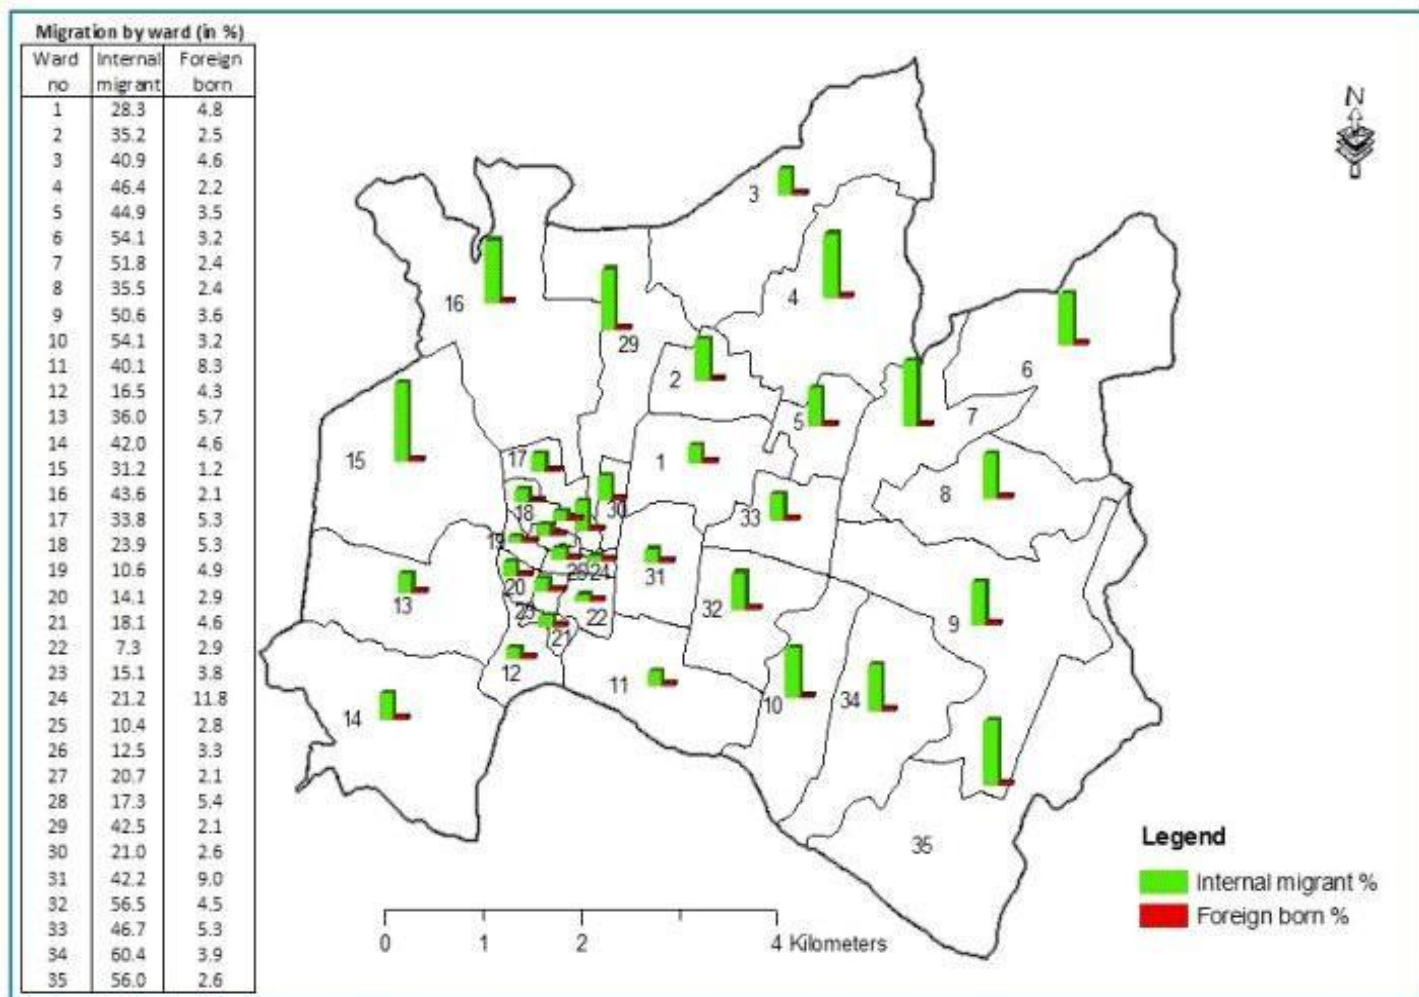 Migration by ward (in %)
Ward Internal Foreign
no migrant born
1 28.3 4.8
2 35.2 2.5
3 40.9 4.6
4 46.4 2.2
5 44.9 3.5
6 54.1 3.2
7 51.8 2.4
8 35.5 2.4
9 50.6 3.6
10 54.1 3.2
11 40.1 8.3
12 16.5 4.3
13 36.0 5.7
14 42.0 4.6
15 31.2 1.2
16 43.6 2.1
17 33.8 5.3
18 23.9 5.3
19 10.6 4.9
20 14.1 2.9
21 18.1 4.6
22 7.3 2.9
23 15.1 3.8
24 21.2 11.8
25 10.4 2.8
26 12.5 3.3
27 20.7 2.1
28 17.3 5.4
29 42.5 2.1
30 21.0 2.6
31 42.2 9.0
32 56.5 4.5
33 46.7 5.3
34 60.4 3.9
35 56.0 2.6
N
3
4
16
29
6
2
7
5
15
17
1
8
18
30
33
19
24
31
20
13
32
22
9
21
12
11
10
34
14
35
0 1 2 4 Kilometers
Legend
Internal migrant %
Foreign born %